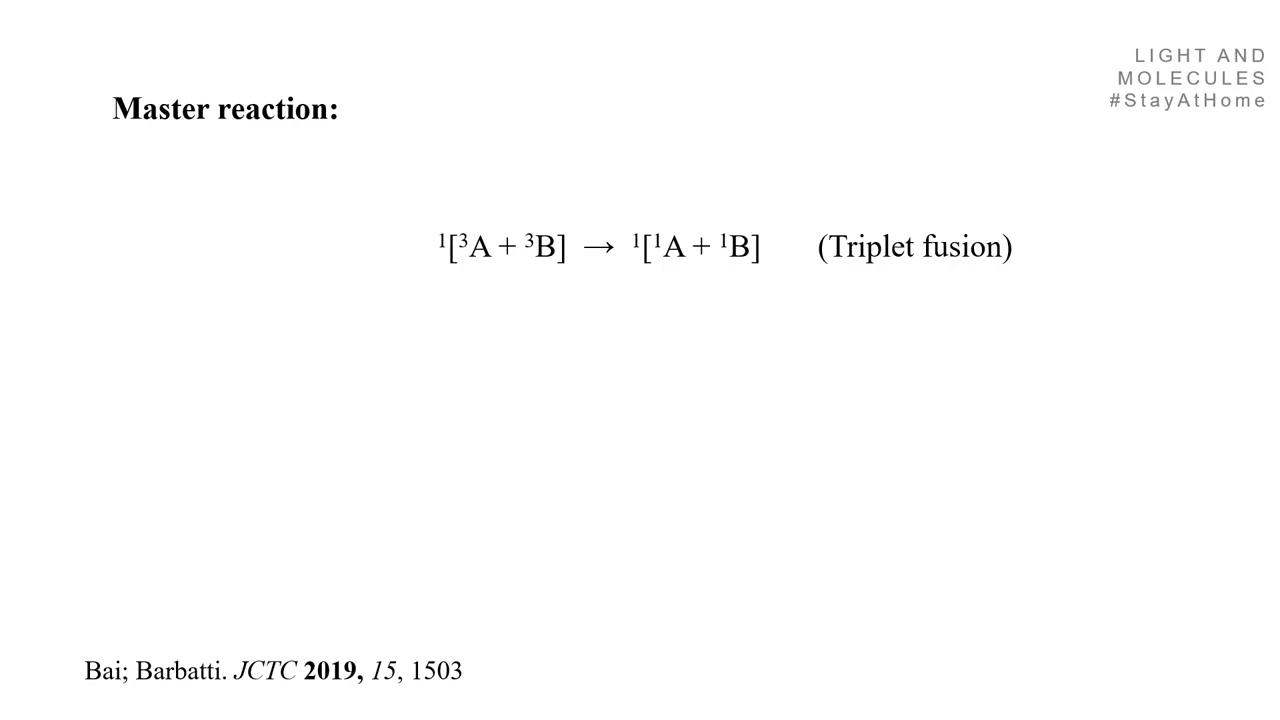 LIGHT AND
MOLECULES
#StayAtHome
Master reaction:
¹[³A + ³B] → ¹[¹A + ¹B] (Triplet fusion)
Bai; Barbatti. JCTC 2019, 15, 1503